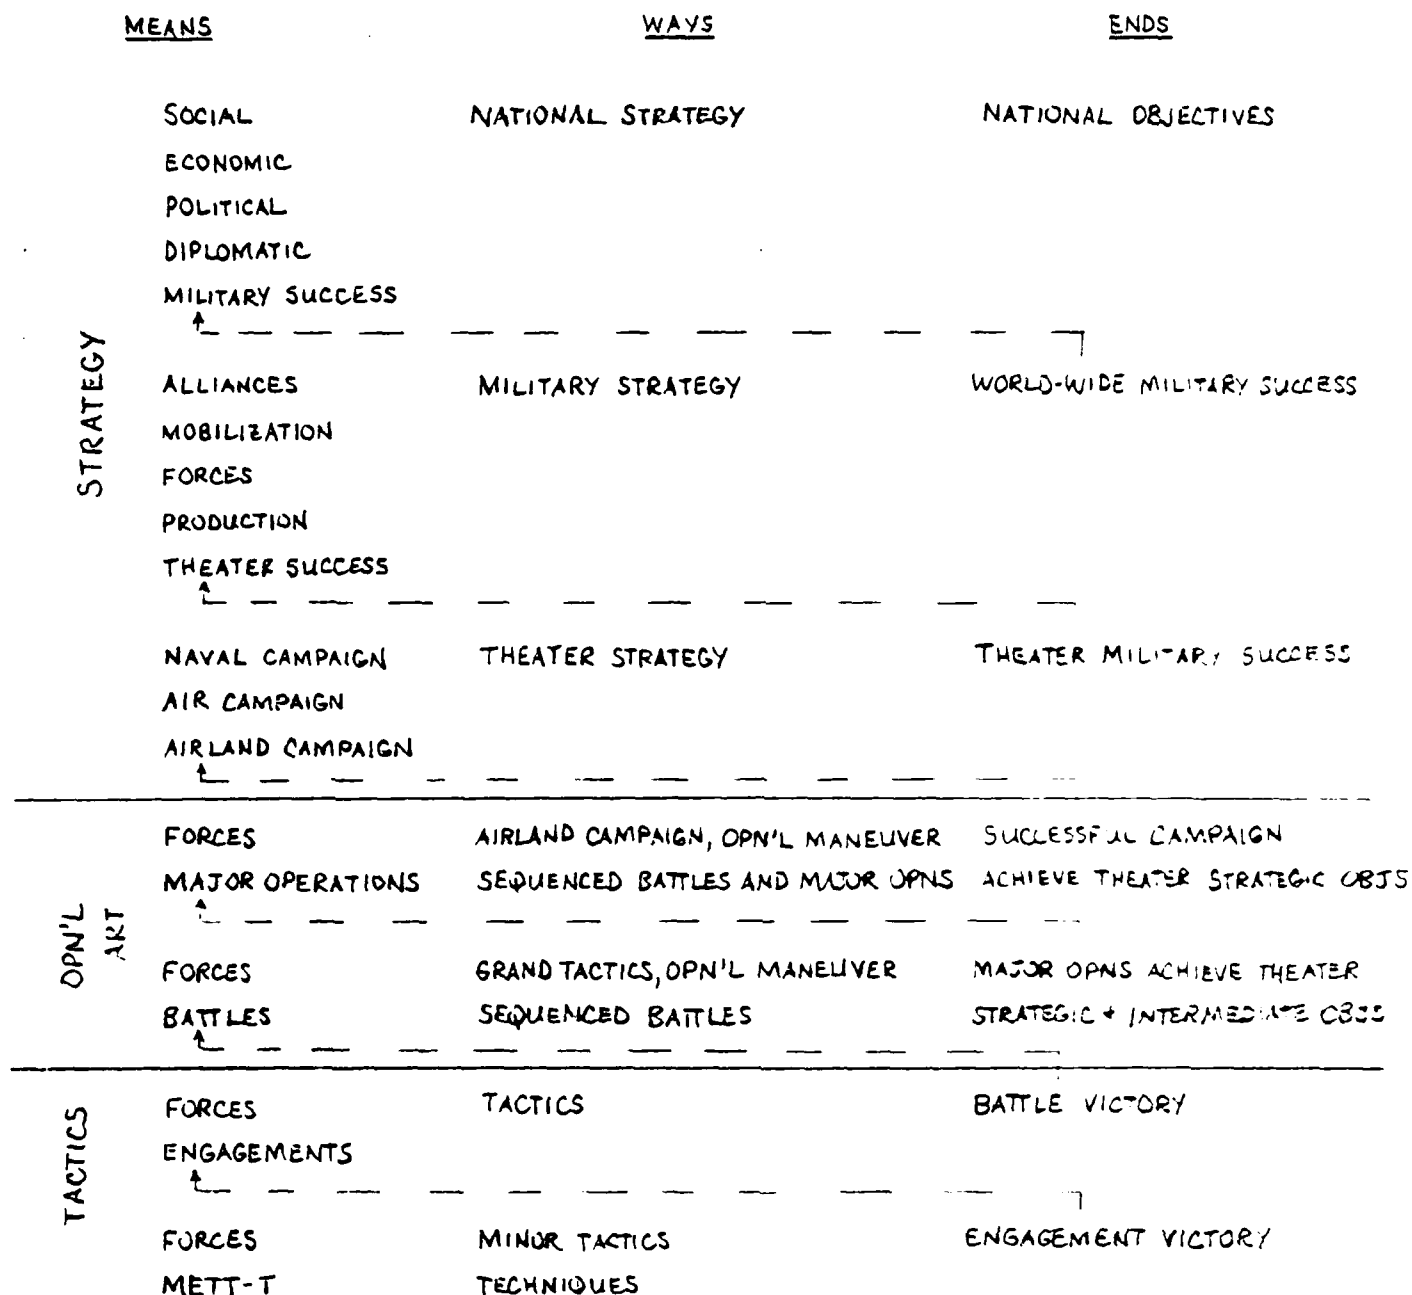 MEANS WAYS ENDS
SOCIAL NATIONAL STRATEGY NATIONAL OBJECTIVES
ECONOMIC
POLITICAL
DIPLOMATIC
MILITARY SUCCESS
STRATEGY
ALLIANCES MILITARY STRATEGY WORLD-WIDE MILITARY SUCCESS
MOBILIZATION
FORCES
PRODUCTION
THEATER SUCCESS
NAVAL CAMPAIGN THEATER STRATEGY THEATER MILITARY SUCCESS
AIR CAMPAIGN
AIRLAND CAMPAIGN
OPN'L
ART
FORCES AIRLAND CAMPAIGN, OPN'L MANEUVER SUCCESSFUL CAMPAIGN
MAJOR OPERATIONS SEQUENCED BATTLES AND MAJOR OPNS ACHIEVE THEATER STRATEGIC OBJS
FORCES GRAND TACTICS, OPN'L MANEUVER MAJOR OPNS ACHIEVE THEATER
BATTLES SEQUENCED BATTLES STRATEGIC + INTERMEDIATE OBJS
TACTICS
FORCES TACTICS BATTLE VICTORY
ENGAGEMENTS
FORCES MINOR TACTICS ENGAGEMENT VICTORY
METT-T TECHNIQUES